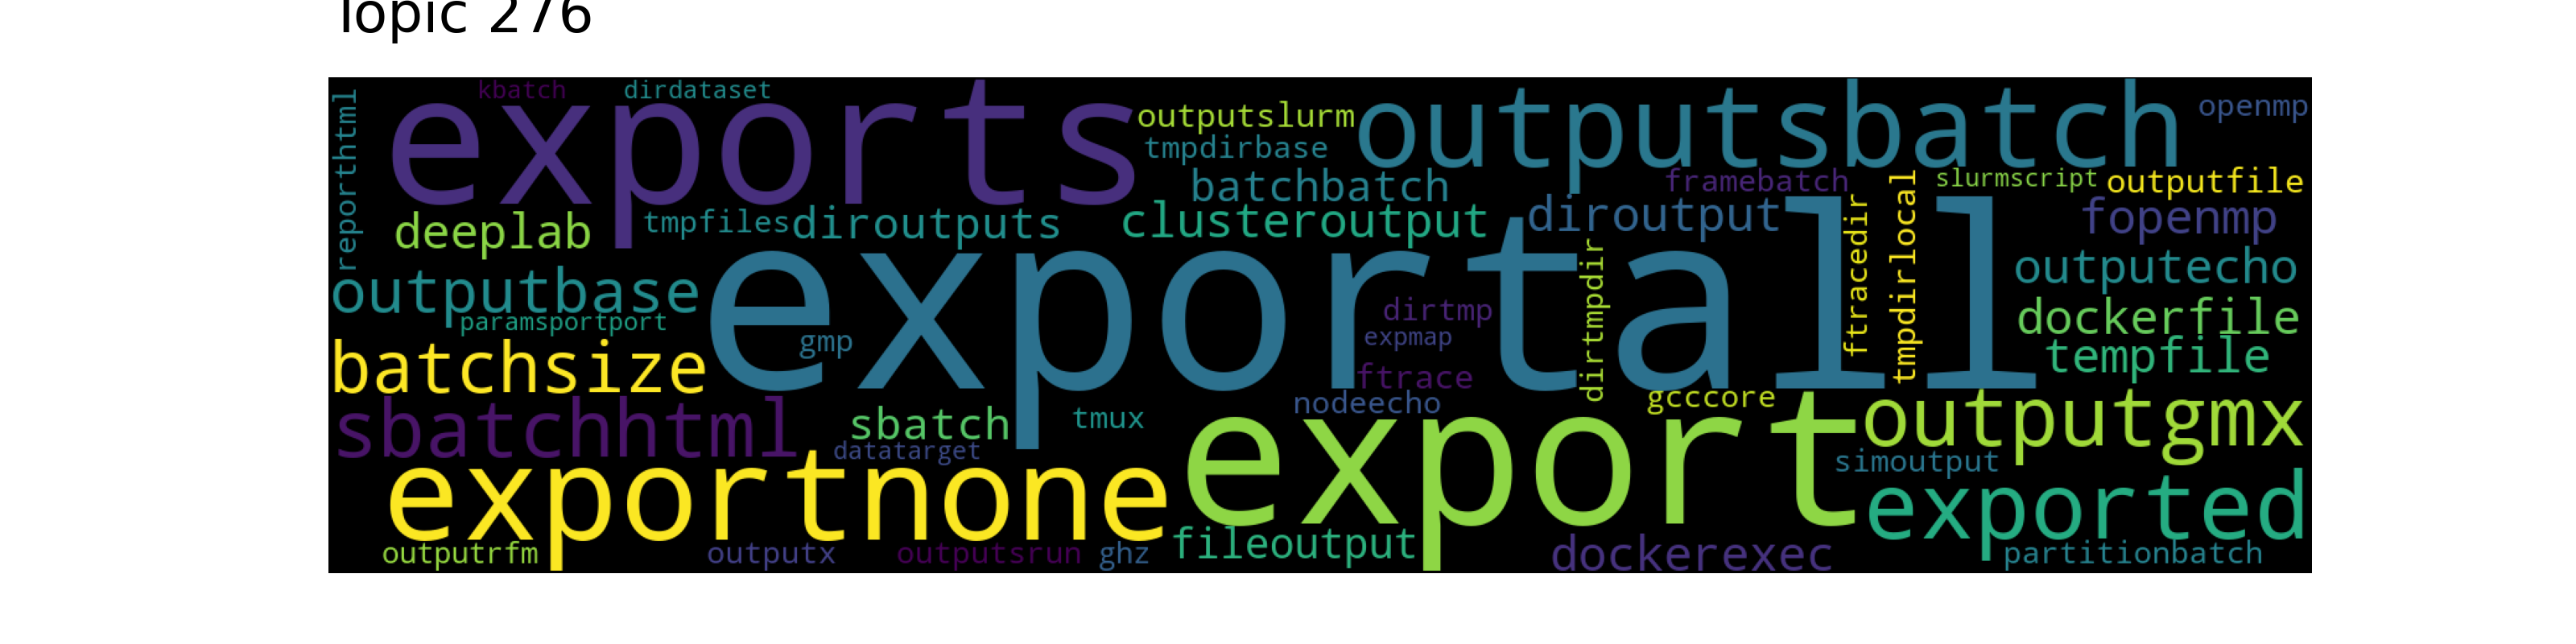 Topic 276
kbatch
dirdataset
reporthtml
exports
outputslurm
outputsbatch
openmp
tmpdirbase
batchbatch
framebatch
slurmscript
outputfile
deeplab
tmpfiles
diroutputs
clusteroutput
diroutput
ftracedir
tmpdirlocal
fopenmp
outputbase
exportall
outputecho
paramsportport
gmp
dirtmp
expmap
dirtmpdir
dockerfile
tempfile
batchsize
ftrace
nodeecho
gcccore
sbatchhtml
sbatch
tmux
datatarget
export
outputgmx
simoutput
exportnone
exported
outputrfm
outputx
outputsrun
ghz
fileoutput
dockerexec
partitionbatch